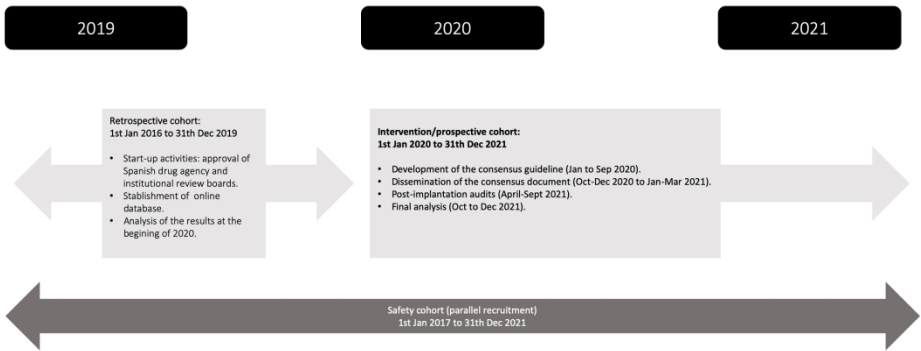 2019
2020
2021
Retrospective cohort:
1st Jan 2016 to 31th Dec 2019
• Start-up activities: approval of
Spanish drug agency and
institutional review boards.
• Stablishment of online
database.
• Analysis of the results at the
begining of 2020.
Intervention/prospective cohort:
1st Jan 2020 to 31th Dec 2021
• Development of the consensus guideline (Jan to Sep 2020).
• Dissemination of the consensus document (Oct-Dec 2020 to Jan-Mar 2021).
• Post-implantation audits (April-Sept 2021).
• Final analysis (Oct to Dec 2021).
Safety cohort (parallel recruitment)
1st Jan 2017 to 31th Dec 2021